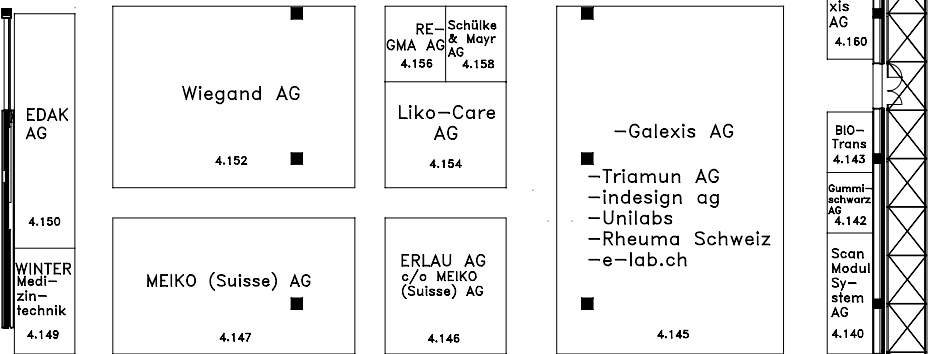 EDAK
AG
4.150
WINTER
Medi–
zin–
technik
4.149
Wiegand AG
4.152
MEIKO (Suisse) AG
4.147
RE–
GMA AG
4.156
Schülke
& Mayr
AG
4.158
Liko–Care
AG
4.154
ERLAU AG
c/o MEIKO
(Suisse) AG
4.146
–Galexis AG
–Triamun AG
–indesign ag
–Unilabs
–Rheuma Schweiz
–e–lab.ch
4.145
xis
AG
4.160
BIO–
Trans
4.143
Gummi–
schwarz
AG
4.142
Scan
Modul
Sy–
stem
AG
4.140